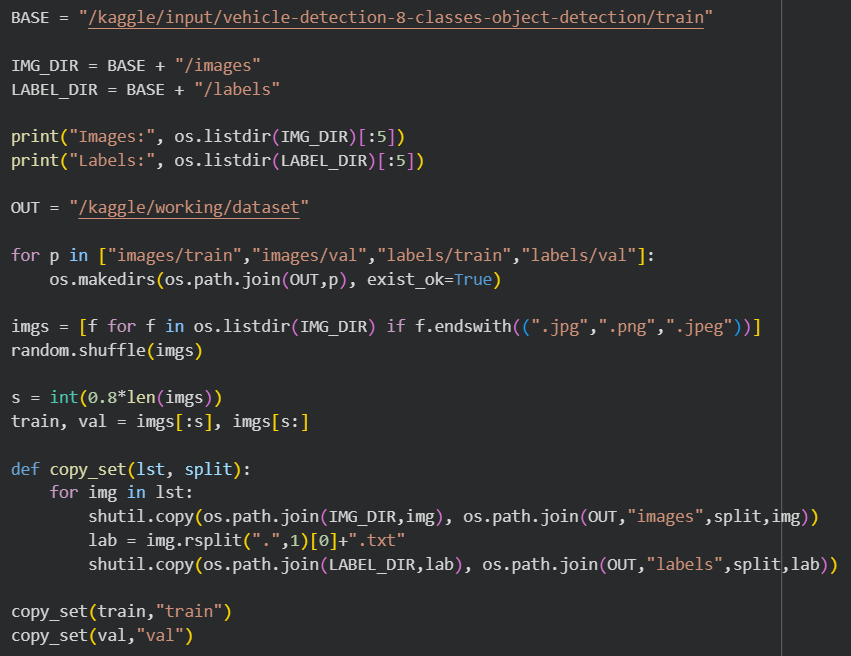 BASE = "/kaggle/input/vehicle-detection-8-classes-object-detection/train"
IMG_DIR = BASE + "/images"
LABEL_DIR = BASE + "/labels"
print("Images:", os.listdir(IMG_DIR)[:5])
print("Labels:", os.listdir(LABEL_DIR)[:5])
OUT = "/kaggle/working/dataset"
for p in ["images/train","images/val","labels/train","labels/val"]:
    os.makedirs(os.path.join(OUT,p), exist_ok=True)
imgs = [f for f in os.listdir(IMG_DIR) if f.endswith((".jpg",".png",".jpeg"))]
random.shuffle(imgs)
s = int(0.8*len(imgs))
train, val = imgs[:s], imgs[s:]
def copy_set(lst, split):
    for img in lst:
        shutil.copy(os.path.join(IMG_DIR,img), os.path.join(OUT,"images",split,img))
        lab = img.rsplit(".",1)[0]+".txt"
        shutil.copy(os.path.join(LABEL_DIR,lab), os.path.join(OUT,"labels",split,lab))
copy_set(train,"train")
copy_set(val,"val")